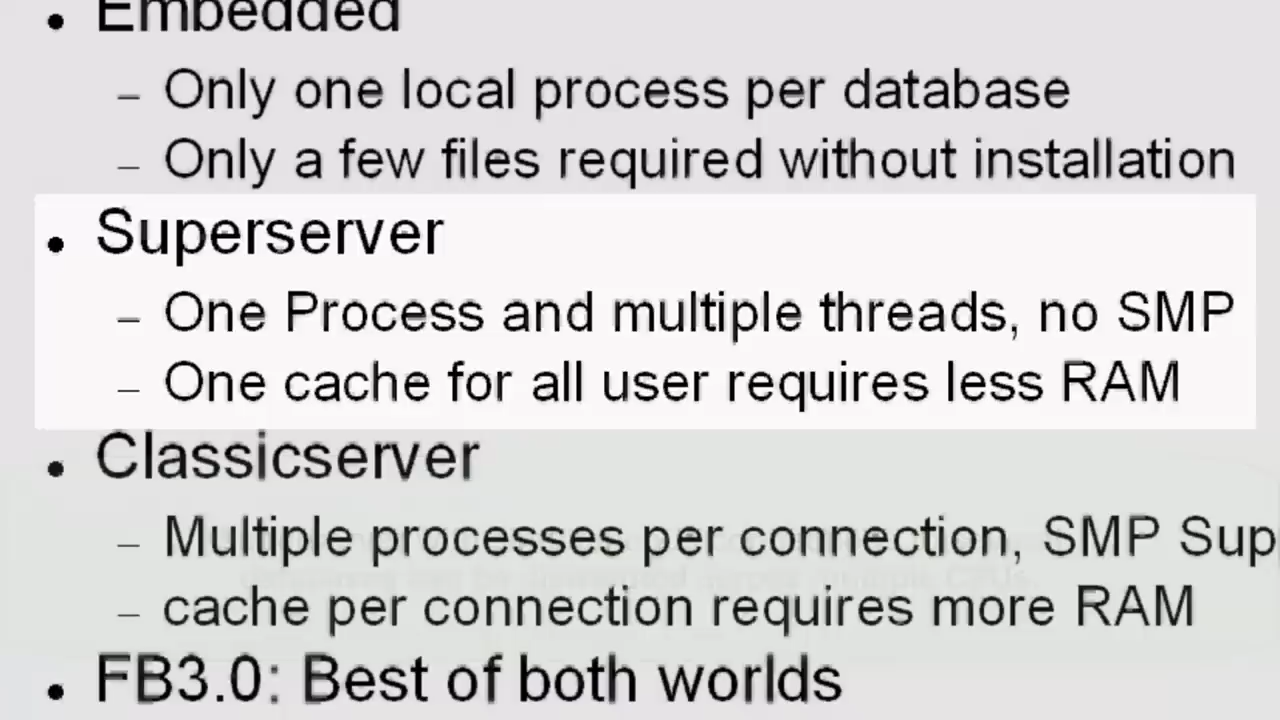 • Embedded
– Only one local process per database
– Only a few files required without installation
• Superserver
– One Process and multiple threads, no SMP
– One cache for all user requires less RAM
• Classicserver
– Multiple processes per connection, SMP Sup
– cache per connection requires more RAM
• FB3.0: Best of both worlds